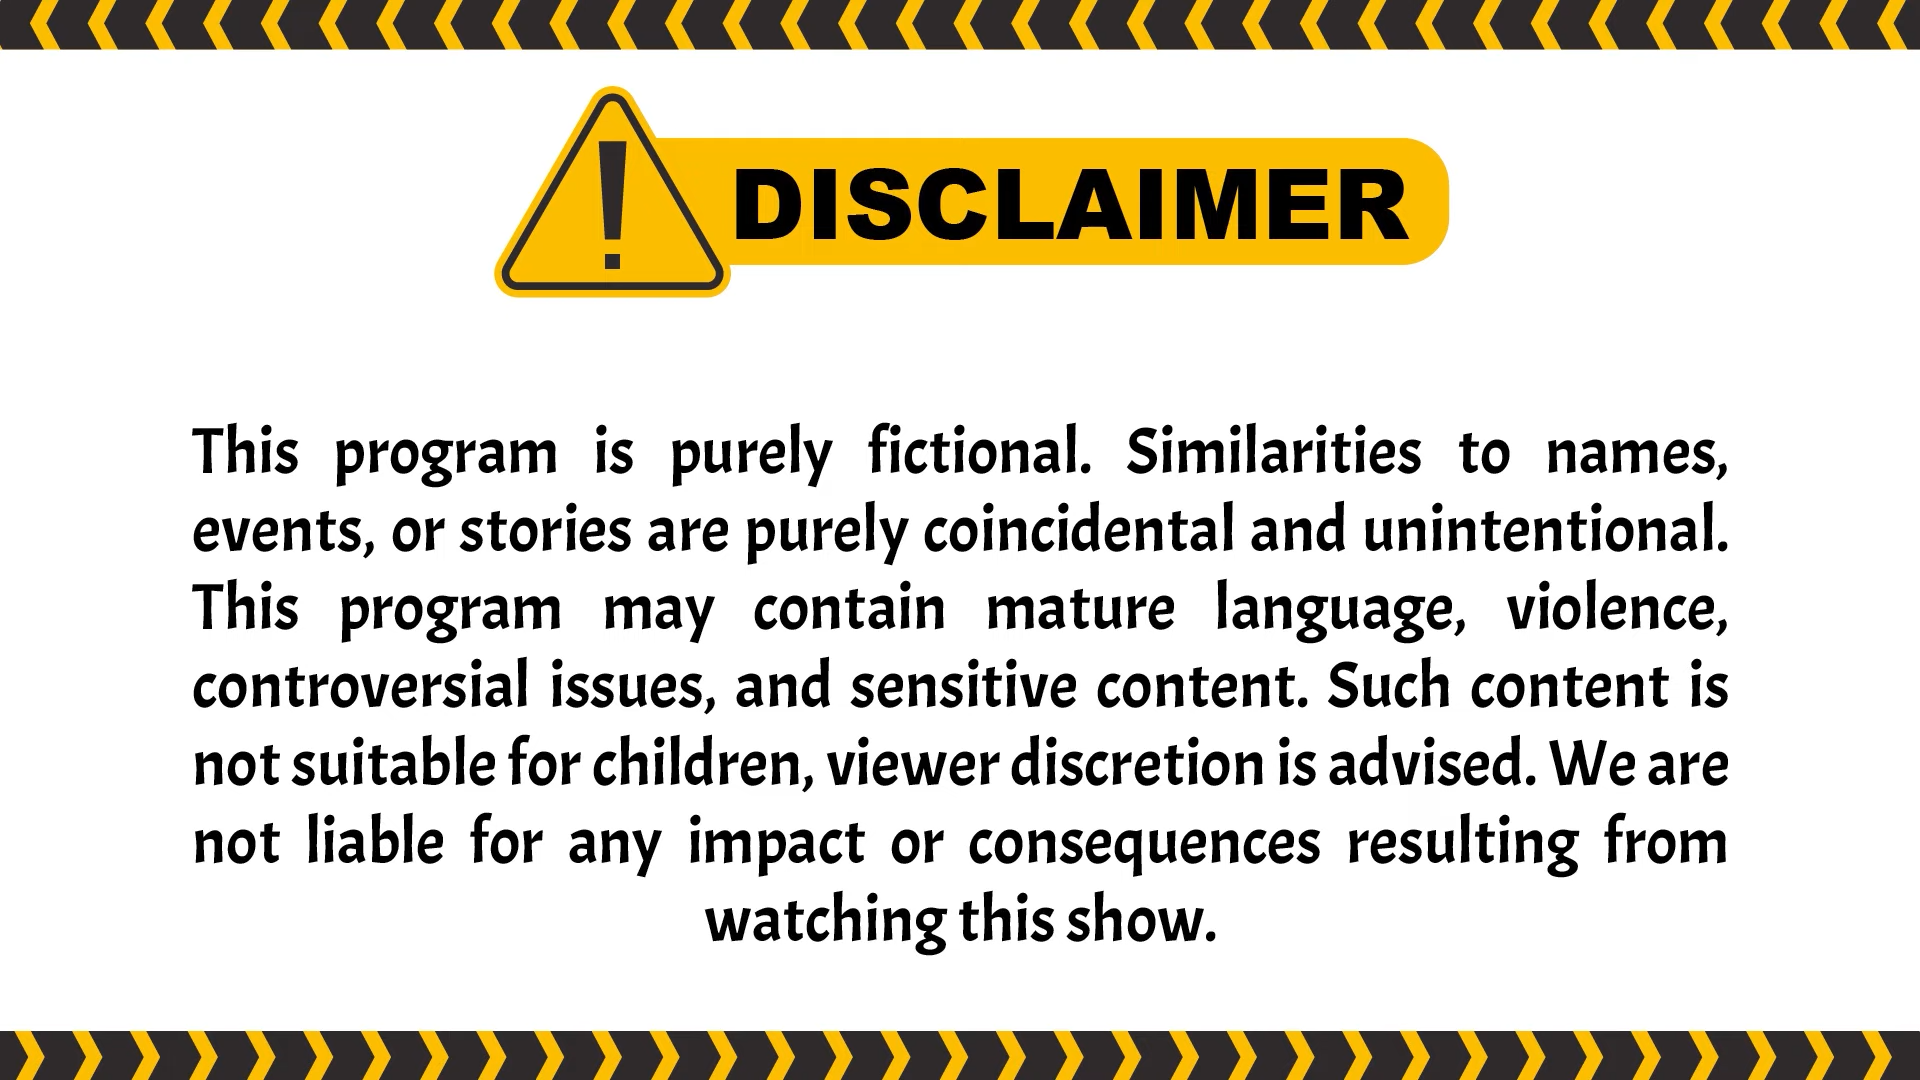 DISCLAIMER
This program is purely fictional. Similarities to names,
events, or stories are purely coincidental and unintentional.
This program may contain mature language, violence,
controversial issues, and sensitive content. Such content is
not suitable for children, viewer discretion is advised. We are
not liable for any impact or consequences resulting from
watching this show.